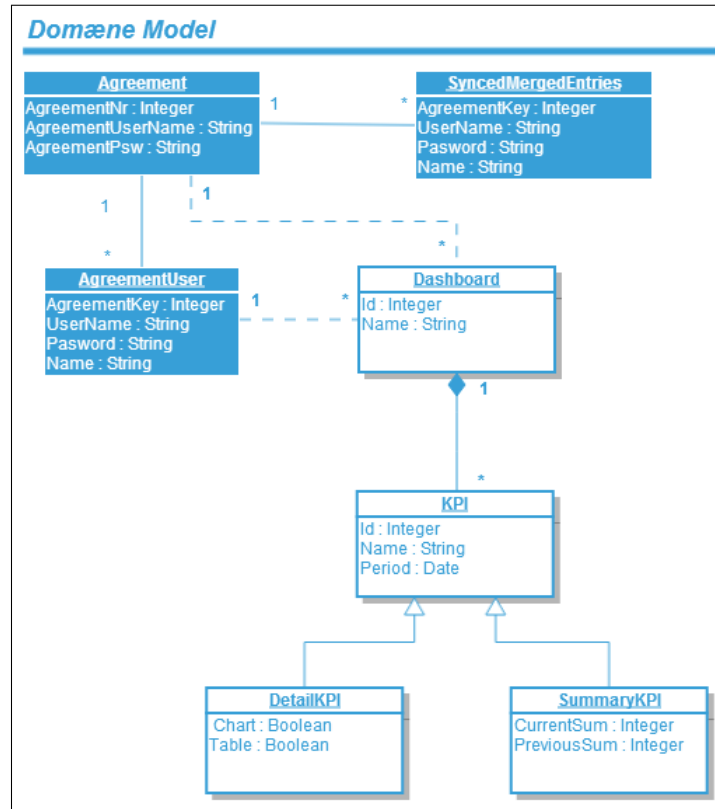 Domæne Model
Agreement
AgreementNr : Integer
AgreementUserName : String
AgreementPsw : String
1
*
SyncedMergedEntries
AgreementKey : Integer
UserName : String
Pasword : String
Name : String
1
*
1
*
AgreementUser
AgreementKey : Integer
UserName : String
Pasword : String
Name : String
1
*
Dashboard
Id : Integer
Name : String
1
*
KPI
Id : Integer
Name : String
Period : Date
DetailKPI
Chart : Boolean
Table : Boolean
SummaryKPI
CurrentSum : Integer
PreviousSum : Integer